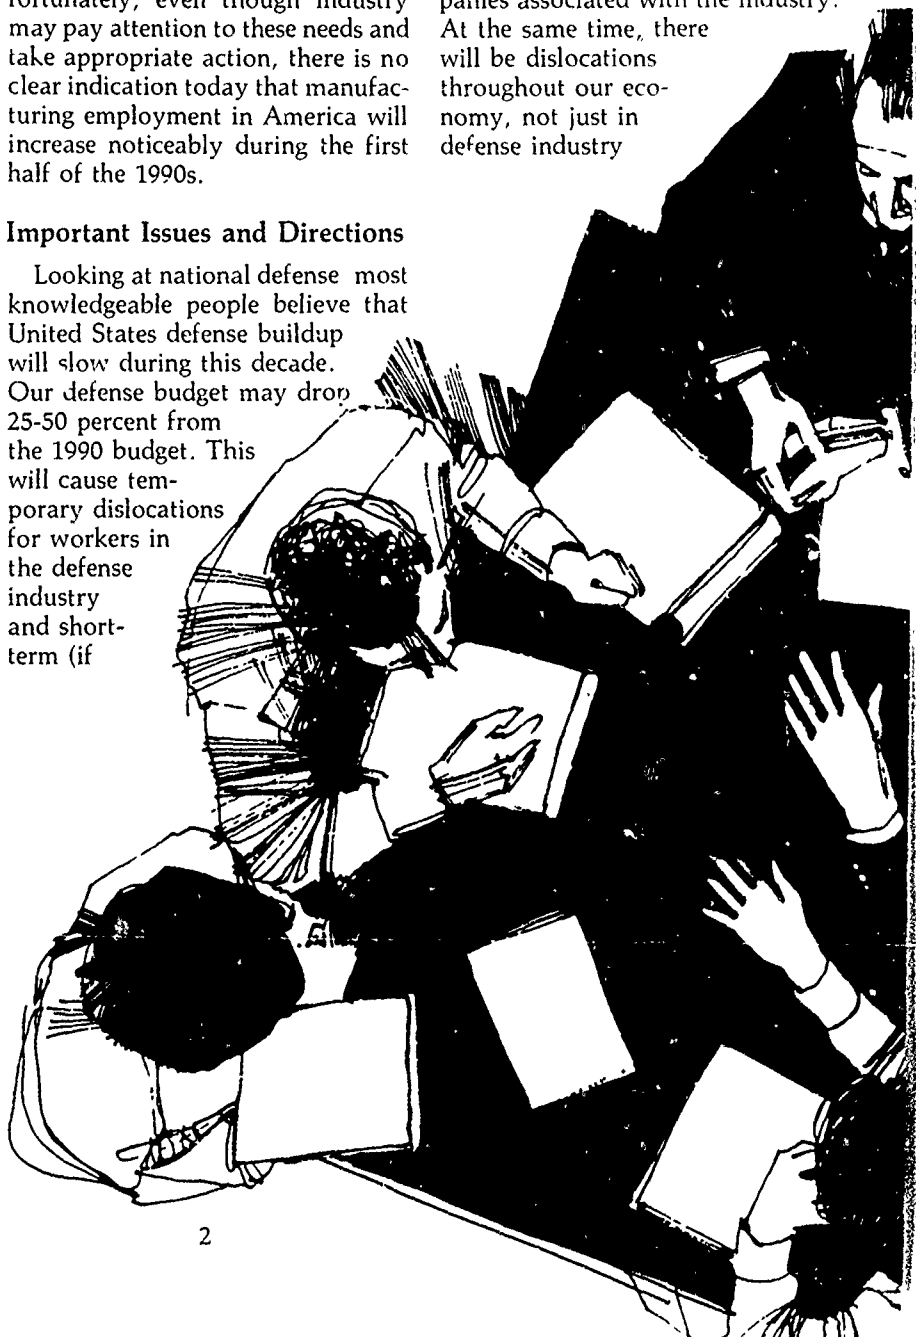 fortunately, even though industry
may pay attention to these needs and
take appropriate action, there is no
clear indication today that manufac-
turing employment in America will
increase noticeably during the first
half of the 1990s.
Important Issues and Directions
Looking at national defense most
knowledgeable people believe that
United States defense buildup
will slow during this decade.
Our defense budget may drop
25-50 percent from
the 1990 budget. This
will cause tem-
porary dislocations
for workers in
the defense
industry
and short-
term (if
panies associated with the industry.
At the same time, there
will be dislocations
throughout our eco-
nomy, not just in
defense industry
2